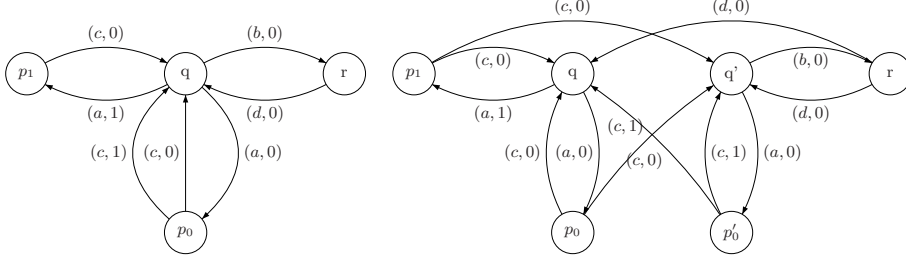 (c, 0)
(b, 0)
p₁
q
r
(a, 1)
(d, 0)
(c, 1)
(c, 0)
(a, 0)
p₀
(c, 0)
(d, 0)
(c, 0)
(b, 0)
p₁
q
q'
r
(a, 1)
(d, 0)
(c, 1)
(c, 0)
(a, 0)
(c, 0)
(c, 1)
(a, 0)
p₀
p₀′